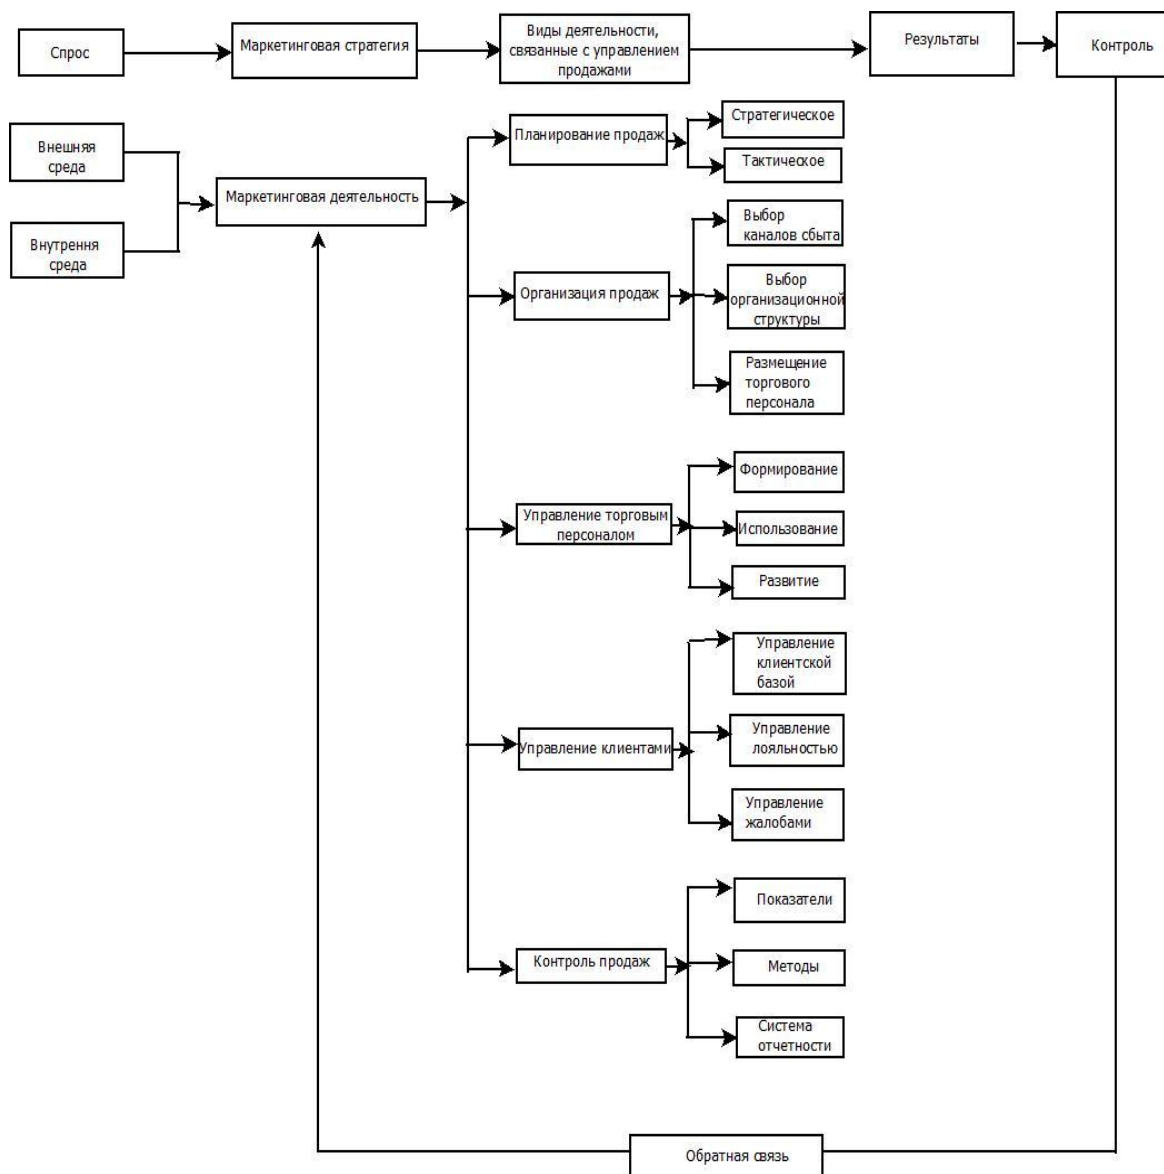 Спрос
Маркетинговая стратегия
Виды деятельности,
связанные с управлением
продажами
Результаты
Контроль
Внешняя
среда
Внутрення
среда
Маркетинговая деятельность
Планирование продаж
Стратегическое
Тактическое
Организация продаж
Выбор
каналов сбыта
Выбор
организационной
структуры
Размещение
торгового
персонала
Управление торговым
персоналом
Формирование
Использование
Развитие
Управление клиентами
Управление
клиентской
базой
Управление
лояльностью
Управление
жалобами
Контроль продаж
Показатели
Методы
Система
отчетности
Обратная связь